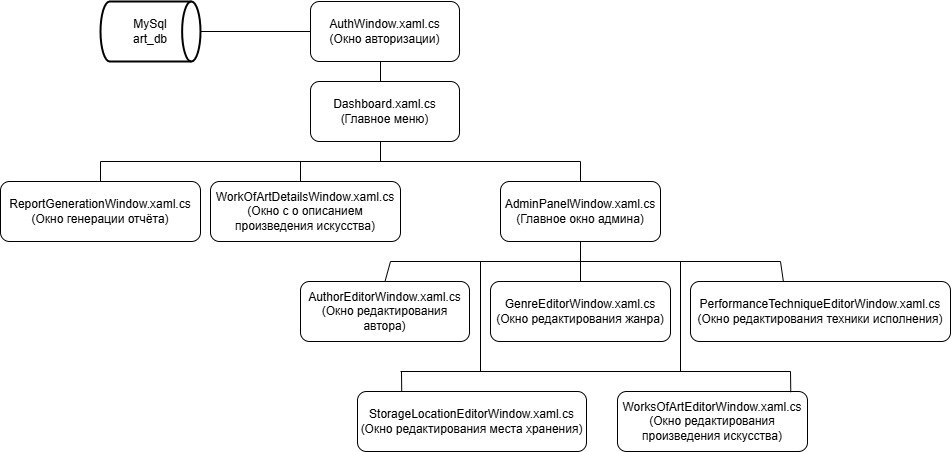 MySql
art_db
AuthWindow.xaml.cs
(Окно авторизации)
Dashboard.xaml.cs
(Главное меню)
ReportGenerationWindow.xaml.cs
(Окно генерации отчёта)
WorkOfArtDetailsWindow.xaml.cs
(Окно с о описанием
произведения искусства)
AdminPanelWindow.xaml.cs
(Главное окно админа)
AuthorEditorWindow.xaml.cs
(Окно редактирования
автора)
GenreEditorWindow.xaml.cs
(Окно редактирования жанра)
PerformanceTechniqueEditorWindow.xaml.cs
(Окно редактирования техники исполнения)
StorageLocationEditorWindow.xaml.cs
(Окно редактирования места хранения)
WorksOfArtEditorWindow.xaml.cs
(Окно редактирования
произведения искусства)